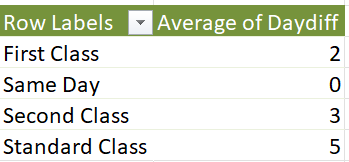 Row Labels Average of Daydiff
First Class 2
Same Day 0
Second Class 3
Standard Class 5